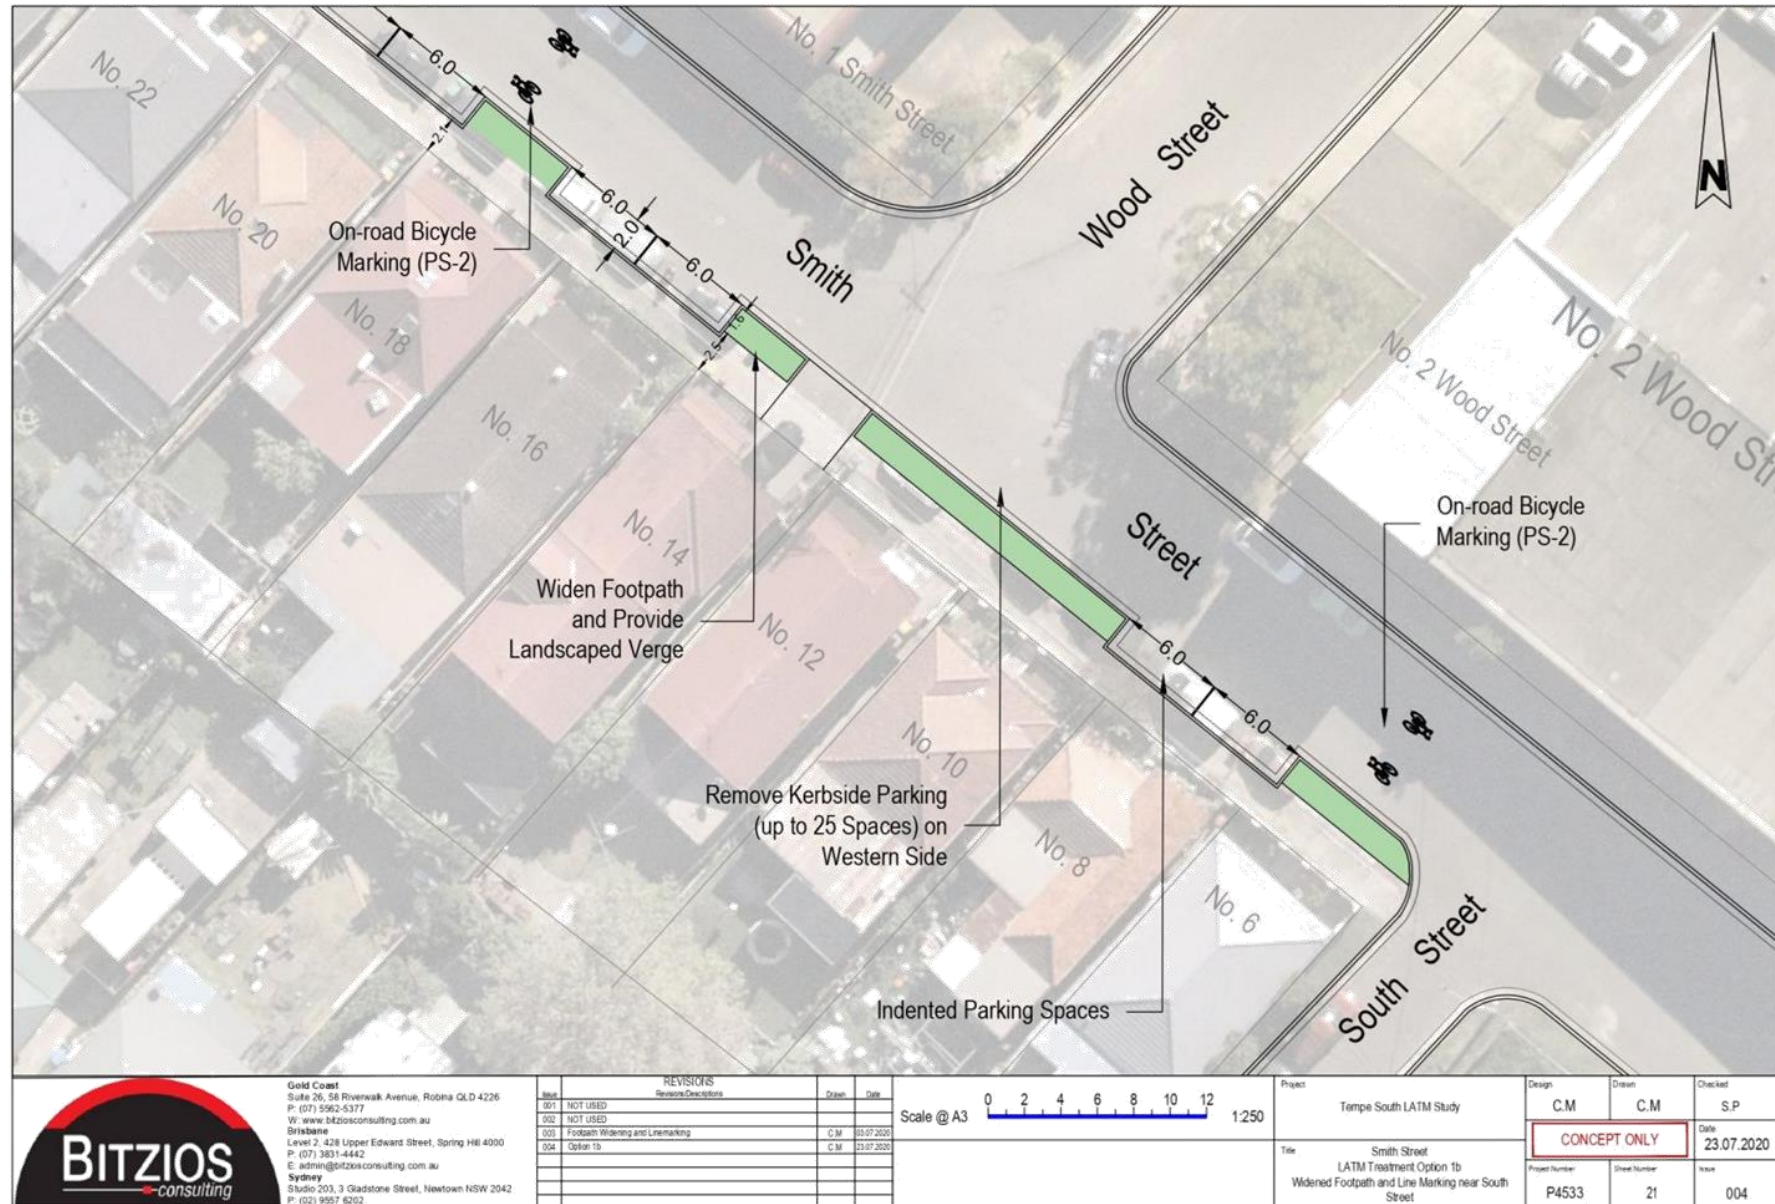 No. 22
6.0
2.1
No. 1 Smith Street
No. 20
On-road Bicycle
Marking (PS-2)
6.0
2.0
6.0
Smith
Wood Street
N
No. 18
1.6
2.5
No. 16
No. 2 Wood Street
No. 2 Wood Str
No. 14
Street
On-road Bicycle
Marking (PS-2)
Widen Footpath
and Provide
Landscaped Verge
No. 12
6.0
6.0
No. 10
Remove Kerbside Parking
(up to 25 Spaces) on
Western Side
No. 8
No. 6
Indented Parking Spaces
South Street
BITZIOS
consulting
Gold Coast
Suite 26, 58 Riverwalk Avenue, Robina QLD 4226
P: (07) 5562-5377
W: www.bitziosconsulting.com.au
Brisbane
Level 2, 428 Upper Edward Street, Spring Hill 4000
P: (07) 3831-4442
E: admin@bitziosconsulting.com.au
Sydney
Studio 203, 3 Gladstone Street, Newtown NSW 2042
P: (02) 9557 6202
REVISIONS
Issue Revisions/Descriptions Drawn Date
001 NOT USED
002 NOT USED
003 Footpath Widening and Linemarking C.M 03.07.2020
004 Option 1b C.M 23.07.2020
Scale @ A3 0 2 4 6 8 10 12 1:250
Project
Tempe South LATM Study
Title
Smith Street
LATM Treatment Option 1b
Widened Footpath and Line Marking near South
Street
Design Drawn Checked
C.M C.M S.P
CONCEPT ONLY
Date
23.07.2020
Project Number Sheet Number Issue
P4533 21 004